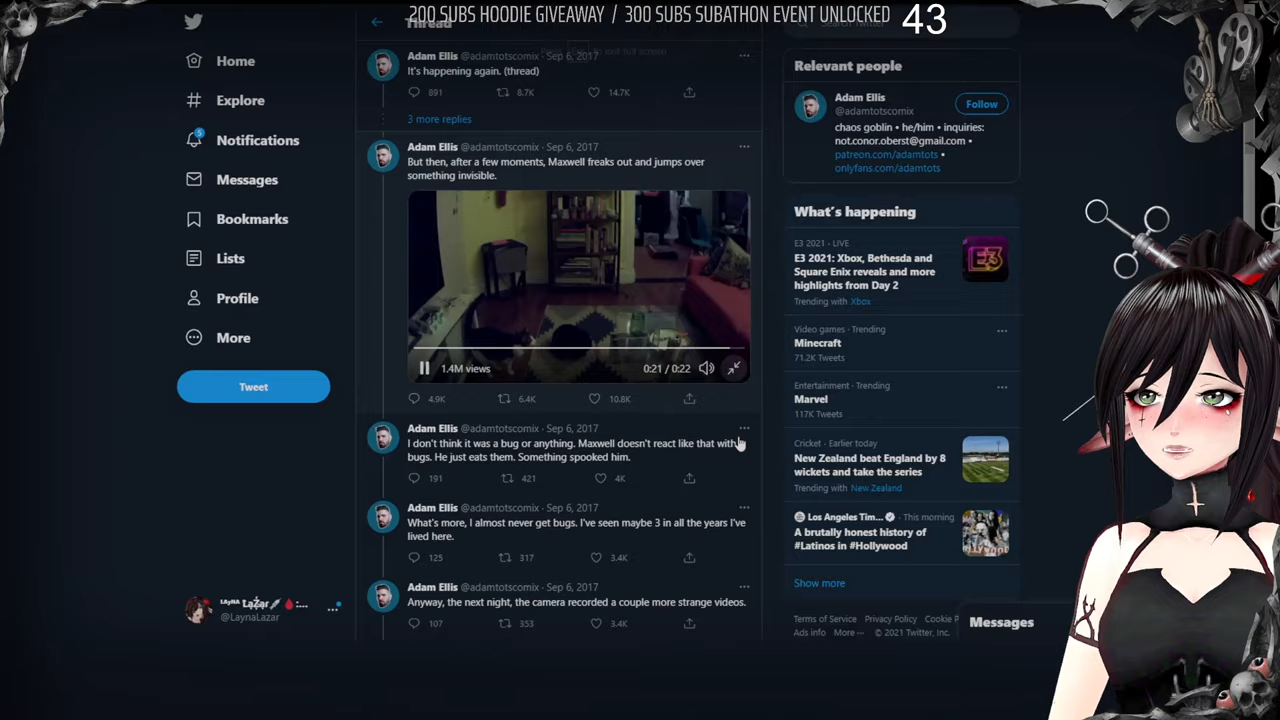 200 SUBS HOODIE GIVEAWAY / 300 SUBS SUBATHON EVENT UNLOCKED 43
Home
Explore
5
Notifications
Messages
Bookmarks
Lists
Profile
More
Tweet
@LaynaLazar
Thread
Adam Ellis @adamtotscomix · Sep 6, 2017
It's happening again. (thread)
891 8.7K 14.7K
3 more replies
Adam Ellis @adamtotscomix · Sep 6, 2017
But then, after a few moments, Maxwell freaks out and jumps over
something invisible.
1.4M views 0:21 / 0:22
4.9K 6.4K 10.8K
Adam Ellis @adamtotscomix · Sep 6, 2017
I don't think it was a bug or anything. Maxwell doesn't react like that with
bugs. He just eats them. Something spooked him.
191 421 4K
Adam Ellis @adamtotscomix · Sep 6, 2017
What's more, I almost never get bugs. I've seen maybe 3 in all the years I've
lived here.
125 317 3.4K
Adam Ellis @adamtotscomix · Sep 6, 2017
Anyway, the next night, the camera recorded a couple more strange videos.
107 353 3.4K
Search Twitter
Relevant people
Adam Ellis
@adamtotscomix
Follow
chaos goblin • he/him • inquiries:
not.conor.oberst@gmail.com •
patreon.com/adamtots •
onlyfans.com/adamtots
What's happening
E3 2021 · LIVE
E3 2021: Xbox, Bethesda and
Square Enix reveals and more
highlights from Day 2
Trending with Xbox
E3
Video games · Trending
Minecraft
71.2K Tweets
Entertainment · Trending
Marvel
117K Tweets
Cricket · Earlier today
New Zealand beat England by 8
wickets and take the series
Trending with New Zealand
Los Angeles Tim... · This morning
A brutally honest history of
#Latinos in #Hollywood
Show more
Terms of Service Privacy Policy Cookie P
Ads info More ··· © 2021 Twitter, Inc.
Messages